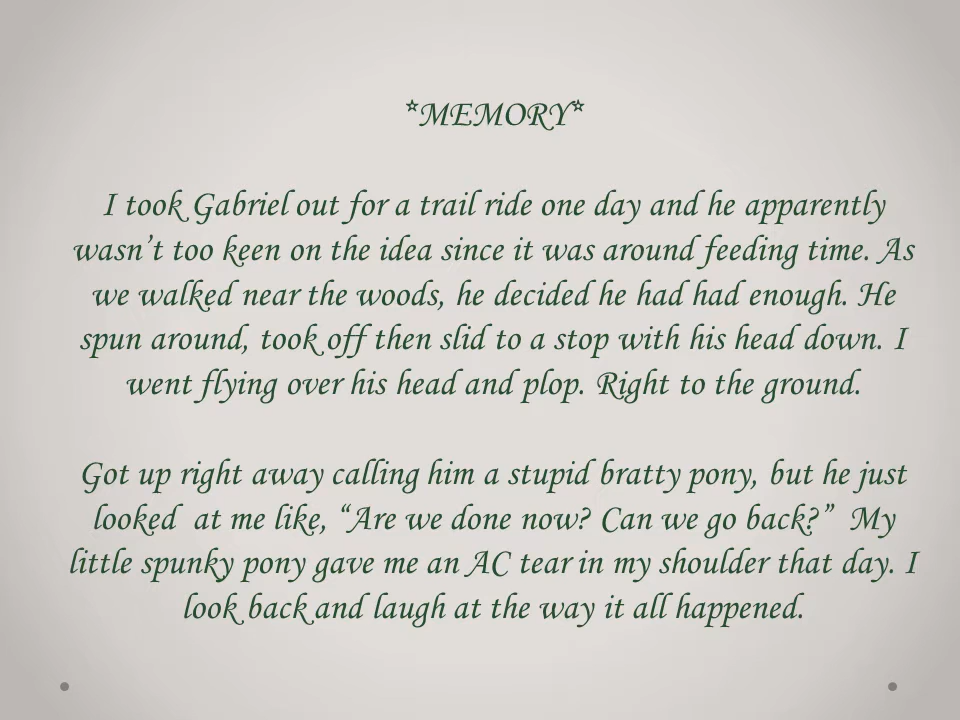 *MEMORY*
I took Gabriel out for a trail ride one day and he apparently
wasn’t too keen on the idea since it was around feeding time. As
we walked near the woods, he decided he had had enough. He
spun around, took off then slid to a stop with his head down. I
went flying over his head and plop. Right to the ground.
Got up right away calling him a stupid bratty pony, but he just
looked  at me like, “Are we done now? Can we go back?”  My
little spunky pony gave me an AC tear in my shoulder that day. I
look back and laugh at the way it all happened.